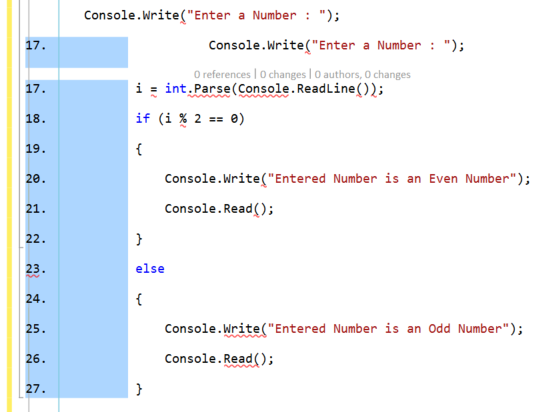 Console.Write("Enter a Number : ");
17. Console.Write("Enter a Number : ");
0 references | 0 changes | 0 authors, 0 changes
17. i = int.Parse(Console.ReadLine());
18. if (i % 2 == 0)
19. {
20. Console.Write("Entered Number is an Even Number");
21. Console.Read();
22. }
23. else
24. {
25. Console.Write("Entered Number is an Odd Number");
26. Console.Read();
27. }